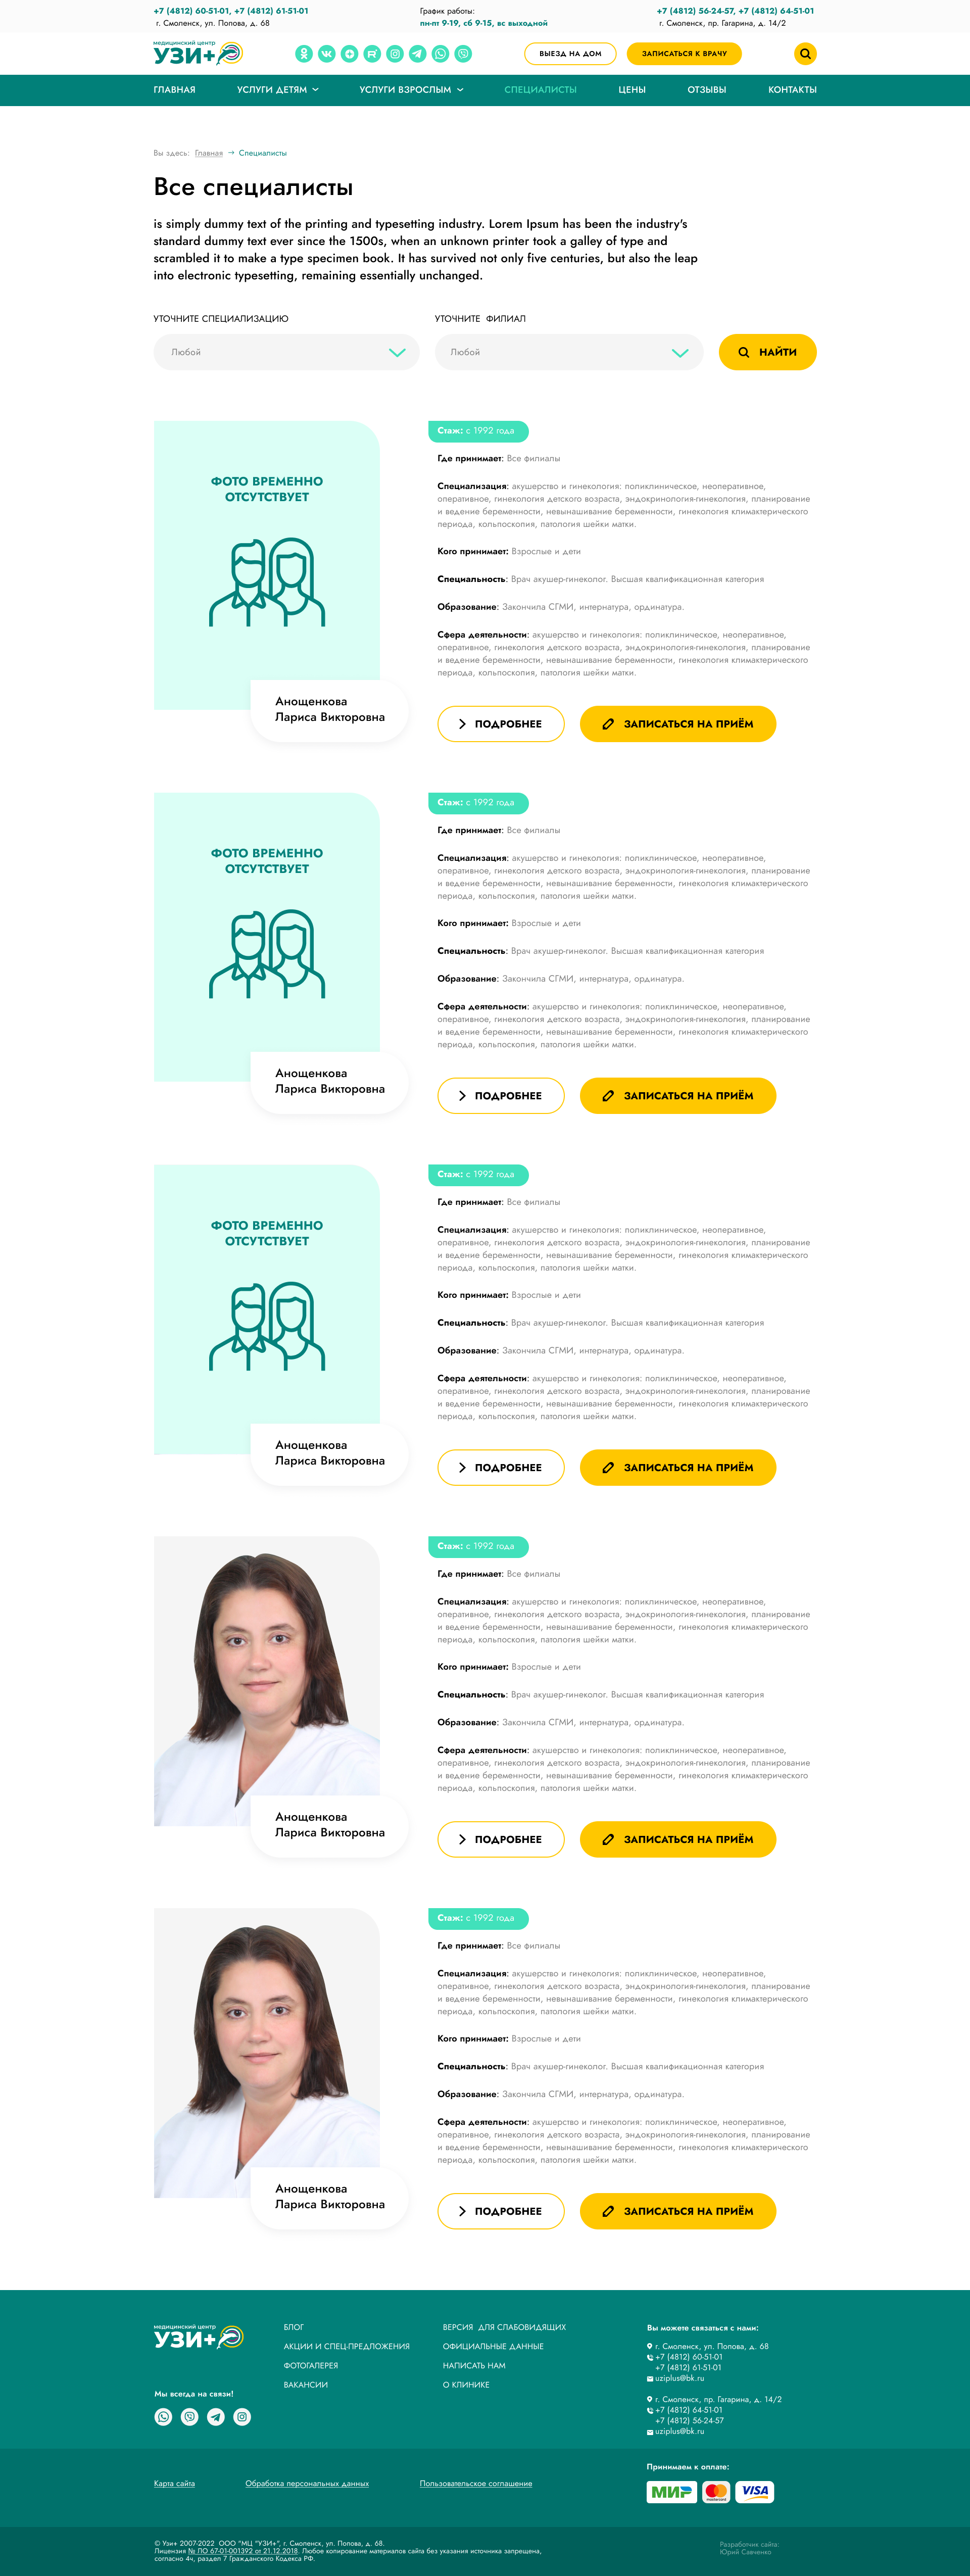 +7 (4812) 60-51-01, +7 (4812) 61-51-01
г. Смоленск, ул. Попова, д. 68
График работы:
пн-пт 9-19, сб 9-15, вс выходной
+7 (4812) 56-24-57, +7 (4812) 64-51-01
г. Смоленск, пр. Гагарина, д. 14/2
медицинский центр
УЗИ+
ВЫЕЗД НА ДОМ
ЗАПИСАТЬСЯ К ВРАЧУ
ГЛАВНАЯ
УСЛУГИ ДЕТЯМ
УСЛУГИ ВЗРОСЛЫМ
СПЕЦИАЛИСТЫ
ЦЕНЫ
ОТЗЫВЫ
КОНТАКТЫ
Вы здесь: Главная → Специалисты
Все специалисты
is simply dummy text of the printing and typesetting industry. Lorem Ipsum has been the industry's
standard dummy text ever since the 1500s, when an unknown printer took a galley of type and
scrambled it to make a type specimen book. It has survived not only five centuries, but also the leap
into electronic typesetting, remaining essentially unchanged.
УТОЧНИТЕ СПЕЦИАЛИЗАЦИЮ
Любой
УТОЧНИТЕ ФИЛИАЛ
Любой
НАЙТИ
ФОТО ВРЕМЕННО
ОТСУТСТВУЕТ
Анощенкова
Лариса Викторовна
Стаж: с 1992 года
Где принимает: Все филиалы
Специализация: акушерство и гинекология: поликлиническое, неоперативное,
оперативное, гинекология детского возраста, эндокринология-гинекология, планирование
и ведение беременности, невынашивание беременности, гинекология климактерического
периода, кольпоскопия, патология шейки матки.
Кого принимает: Взрослые и дети
Специальность: Врач акушер-гинеколог. Высшая квалификационная категория
Образование: Закончила СГМИ, интернатура, ординатура.
Сфера деятельности: акушерство и гинекология: поликлиническое, неоперативное,
оперативное, гинекология детского возраста, эндокринология-гинекология, планирование
и ведение беременности, невынашивание беременности, гинекология климактерического
периода, кольпоскопия, патология шейки матки.
ПОДРОБНЕЕ
ЗАПИСАТЬСЯ НА ПРИЁМ
ФОТО ВРЕМЕННО
ОТСУТСТВУЕТ
Анощенкова
Лариса Викторовна
Стаж: с 1992 года
Где принимает: Все филиалы
Специализация: акушерство и гинекология: поликлиническое, неоперативное,
оперативное, гинекология детского возраста, эндокринология-гинекология, планирование
и ведение беременности, невынашивание беременности, гинекология климактерического
периода, кольпоскопия, патология шейки матки.
Кого принимает: Взрослые и дети
Специальность: Врач акушер-гинеколог. Высшая квалификационная категория
Образование: Закончила СГМИ, интернатура, ординатура.
Сфера деятельности: акушерство и гинекология: поликлиническое, неоперативное,
оперативное, гинекология детского возраста, эндокринология-гинекология, планирование
и ведение беременности, невынашивание беременности, гинекология климактерического
периода, кольпоскопия, патология шейки матки.
ПОДРОБНЕЕ
ЗАПИСАТЬСЯ НА ПРИЁМ
ФОТО ВРЕМЕННО
ОТСУТСТВУЕТ
Анощенкова
Лариса Викторовна
Стаж: с 1992 года
Где принимает: Все филиалы
Специализация: акушерство и гинекология: поликлиническое, неоперативное,
оперативное, гинекология детского возраста, эндокринология-гинекология, планирование
и ведение беременности, невынашивание беременности, гинекология климактерического
периода, кольпоскопия, патология шейки матки.
Кого принимает: Взрослые и дети
Специальность: Врач акушер-гинеколог. Высшая квалификационная категория
Образование: Закончила СГМИ, интернатура, ординатура.
Сфера деятельности: акушерство и гинекология: поликлиническое, неоперативное,
оперативное, гинекология детского возраста, эндокринология-гинекология, планирование
и ведение беременности, невынашивание беременности, гинекология климактерического
периода, кольпоскопия, патология шейки матки.
ПОДРОБНЕЕ
ЗАПИСАТЬСЯ НА ПРИЁМ
Анощенкова
Лариса Викторовна
Стаж: с 1992 года
Где принимает: Все филиалы
Специализация: акушерство и гинекология: поликлиническое, неоперативное,
оперативное, гинекология детского возраста, эндокринология-гинекология, планирование
и ведение беременности, невынашивание беременности, гинекология климактерического
периода, кольпоскопия, патология шейки матки.
Кого принимает: Взрослые и дети
Специальность: Врач акушер-гинеколог. Высшая квалификационная категория
Образование: Закончила СГМИ, интернатура, ординатура.
Сфера деятельности: акушерство и гинекология: поликлиническое, неоперативное,
оперативное, гинекология детского возраста, эндокринология-гинекология, планирование
и ведение беременности, невынашивание беременности, гинекология климактерического
периода, кольпоскопия, патология шейки матки.
ПОДРОБНЕЕ
ЗАПИСАТЬСЯ НА ПРИЁМ
Анощенкова
Лариса Викторовна
Стаж: с 1992 года
Где принимает: Все филиалы
Специализация: акушерство и гинекология: поликлиническое, неоперативное,
оперативное, гинекология детского возраста, эндокринология-гинекология, планирование
и ведение беременности, невынашивание беременности, гинекология климактерического
периода, кольпоскопия, патология шейки матки.
Кого принимает: Взрослые и дети
Специальность: Врач акушер-гинеколог. Высшая квалификационная категория
Образование: Закончила СГМИ, интернатура, ординатура.
Сфера деятельности: акушерство и гинекология: поликлиническое, неоперативное,
оперативное, гинекология детского возраста, эндокринология-гинекология, планирование
и ведение беременности, невынашивание беременности, гинекология климактерического
периода, кольпоскопия, патология шейки матки.
ПОДРОБНЕЕ
ЗАПИСАТЬСЯ НА ПРИЁМ
медицинский центр
УЗИ+
Мы всегда на связи!
БЛОГ
АКЦИИ И СПЕЦ-ПРЕДЛОЖЕНИЯ
ФОТОГАЛЕРЕЯ
ВАКАНСИИ
ВЕРСИЯ ДЛЯ СЛАБОВИДЯЩИХ
ОФИЦИАЛЬНЫЕ ДАННЫЕ
НАПИСАТЬ НАМ
О КЛИНИКЕ
Вы можете связаться с нами:
г. Смоленск, ул. Попова, д. 68
+7 (4812) 60-51-01
+7 (4812) 61-51-01
uziplus@bk.ru
г. Смоленск, пр. Гагарина, д. 14/2
+7 (4812) 64-51-01
+7 (4812) 56-24-57
uziplus@bk.ru
Карта сайта
Обработка персональных данных
Пользовательское соглашение
Принимаем к оплате:
МИР
mastercard
VISA
© Узи+ 2007-2022 ООО "МЦ "УЗИ+", г. Смоленск, ул. Попова, д. 68.
Лицензия № ПО 67-01-001392 от 21.12.2018. Любое копирование материалов сайта без указания источника запрещена,
согласно 4ч, раздел 7 Гражданского Кодекса РФ.
Разработчик сайта:
Юрий Савченко